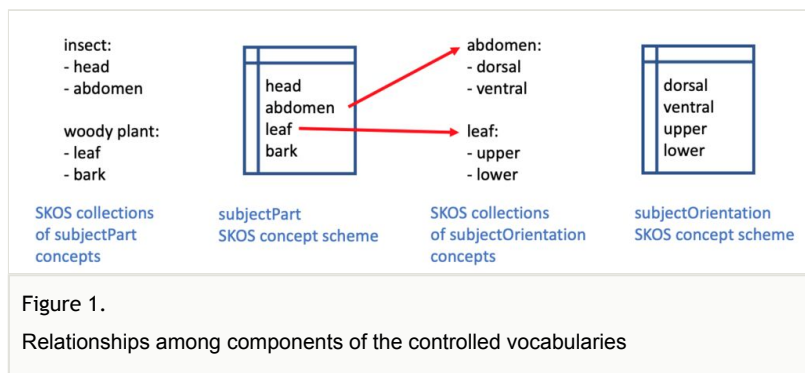 insect:
- head
- abdomen
woody plant:
- leaf
- bark
SKOS collections
of subjectPart
concepts
head
abdomen
leaf
bark
subjectPart
SKOS concept scheme
abdomen:
- dorsal
- ventral
leaf:
- upper
- lower
SKOS collections
of subjectOrientation
concepts
dorsal
ventral
upper
lower
subjectOrientation
SKOS concept scheme
Figure 1.
Relationships among components of the controlled vocabularies